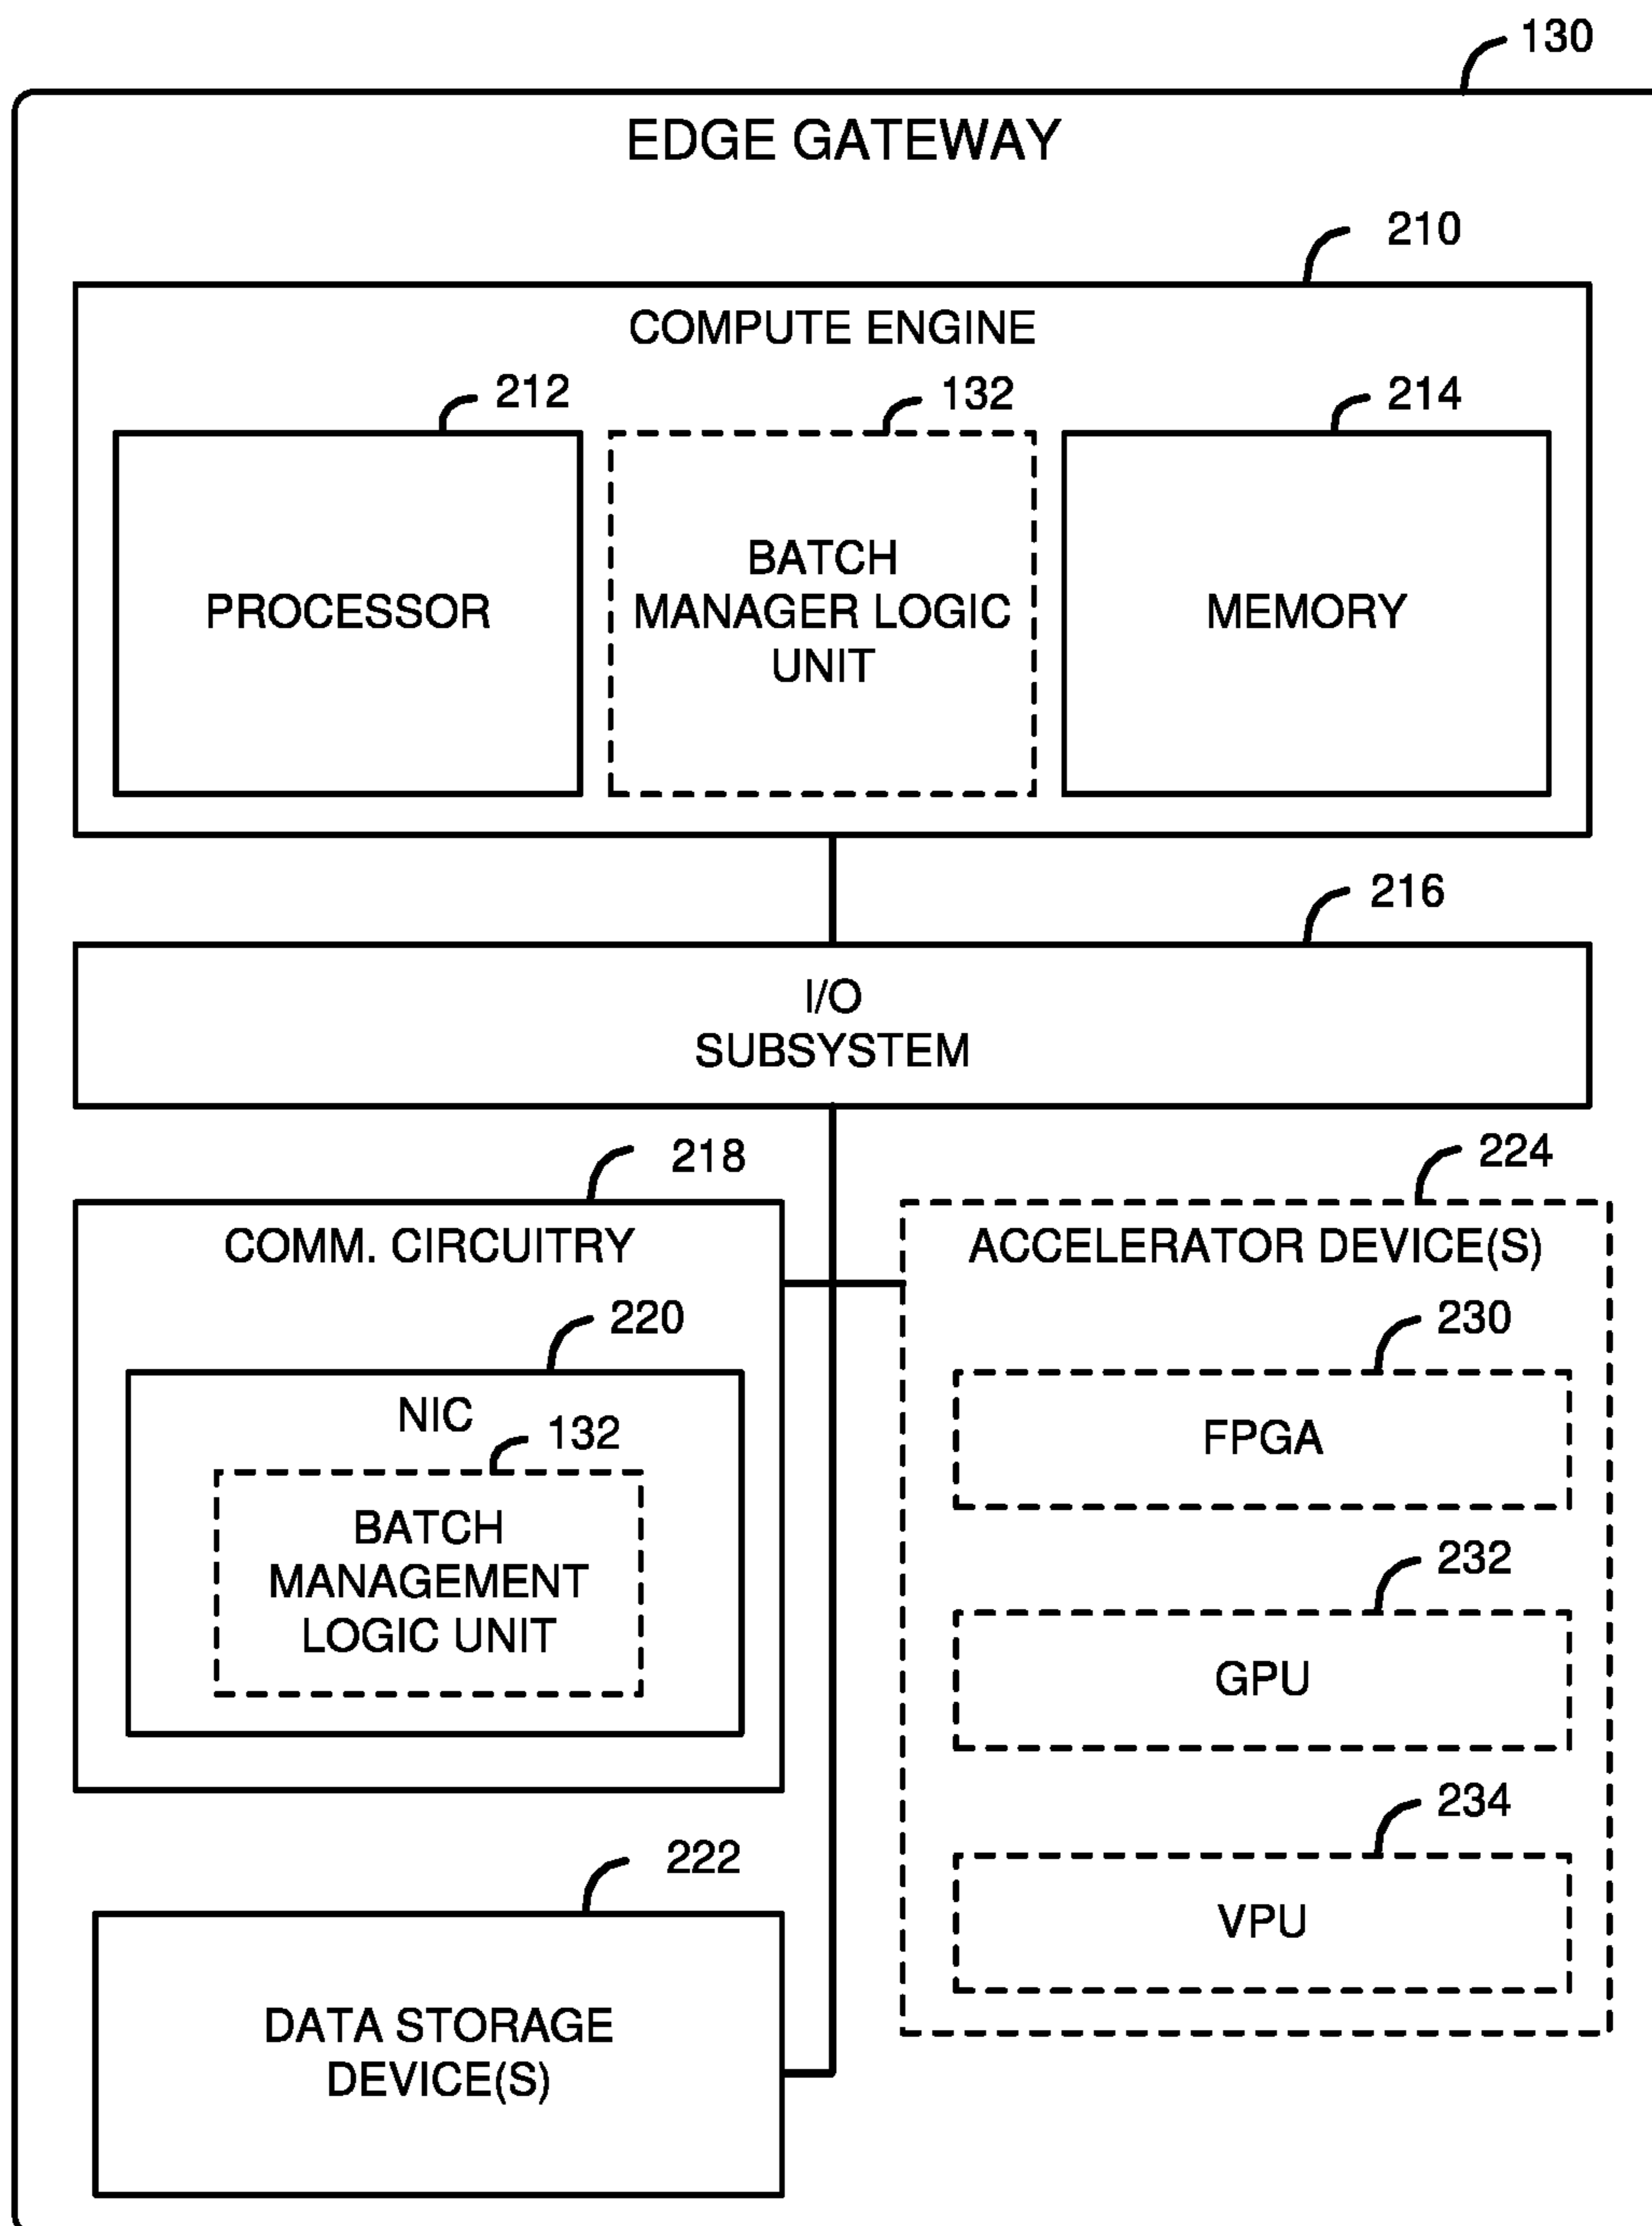 130
EDGE GATEWAY
210
COMPUTE ENGINE
212
132
214
PROCESSOR
BATCH
MANAGER LOGIC
UNIT
MEMORY
216
I/O
SUBSYSTEM
218
COMM. CIRCUITRY
220
NIC
132
BATCH
MANAGEMENT
LOGIC UNIT
224
ACCELERATOR DEVICE(S)
230
FPGA
232
GPU
234
VPU
222
DATA STORAGE
DEVICE(S)